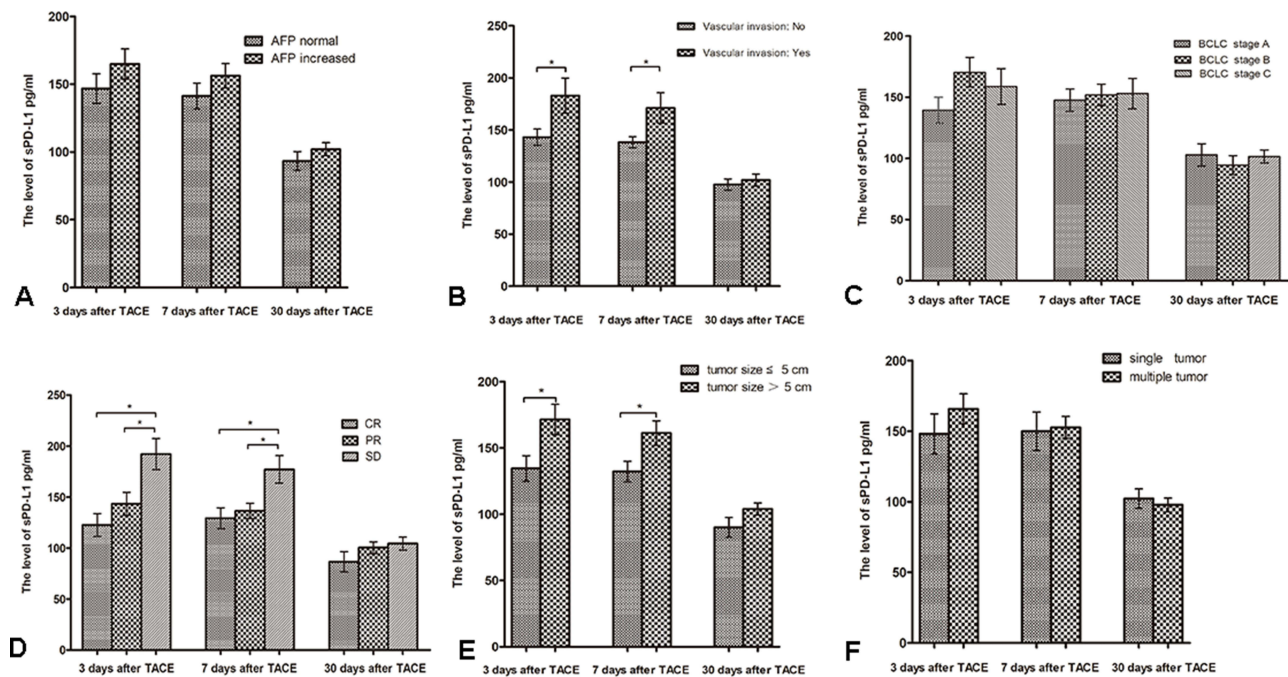 The level of sPD-L1 pg/ml
200
150
100
50
0
AFP normal
AFP increased
A
3 days after TACE
7 days after TACE
30 days after TACE
The level of sPD-L1 pg/ml
250
200
150
100
50
0
Vascular invasion: No
Vascular invasion: Yes
*
*
B
3 days after TACE
7 days after TACE
30 days after TACE
The level of sPD-L1 pg/ml
200
150
100
50
0
BCLC stage A
BCLC stage B
BCLC stage C
C
3 days after TACE
7 days after TACE
30 days after TACE
The level of sPD-L1 pg/ml
250
200
150
100
50
0
*
*
*
*
CR
PR
SD
D
3 days after TACE
7 days after TACE
30 days after TACE
The level of sPD-L1 pg/ml
200
150
100
50
0
tumor size ≤ 5 cm
tumor size > 5 cm
*
*
E
3 days after TACE
7 days after TACE
30 days after TACE
The level of sPD-L1 pg/ml
200
150
100
50
0
single tumor
multiple tumor
F
3 days after TACE
7 days after TACE
30 days after TACE